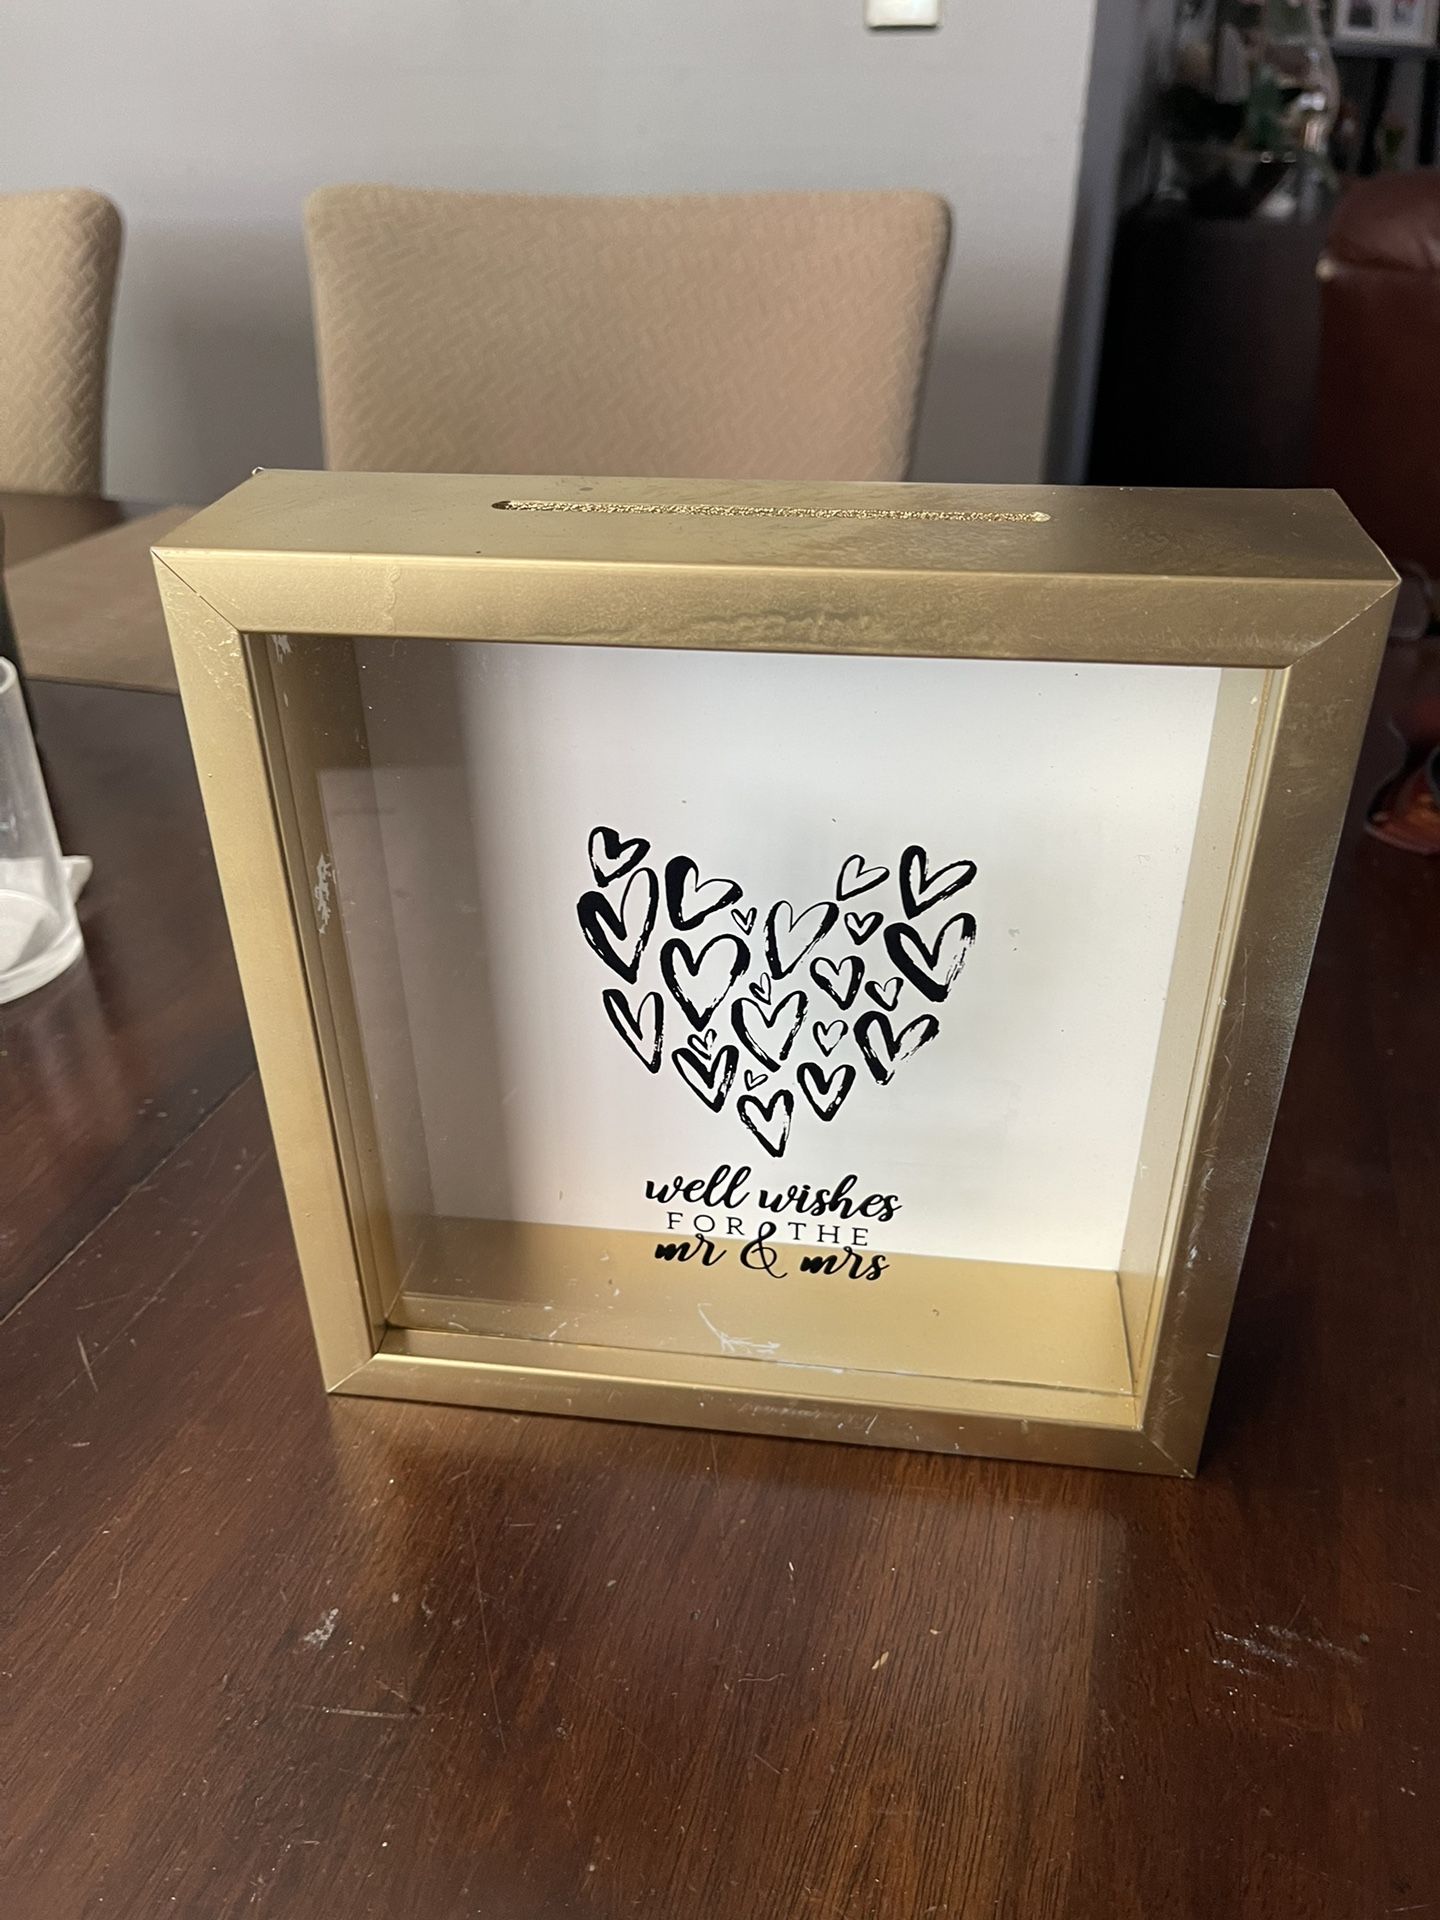 well wishes
FOR THE
mr & mrs